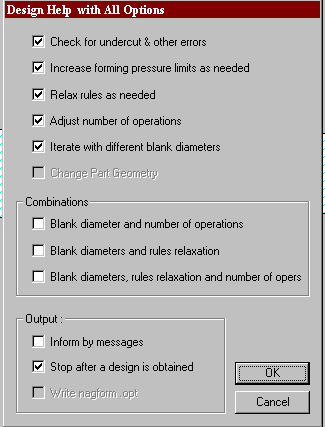 Design Help with All Options
Check for undercut & other errors
Increase forming pressure limits as needed
Relax rules as needed
Adjust number of operations
Iterate with different blank diameters
Change Part Geometry
Combinations
Blank diameter and number of operations
Blank diameters and rules relaxation
Blank diameters, rules relaxation and number of opers
Output :
Inform by messages
Stop after a design is obtained
Write nagform .opt
OK
Cancel